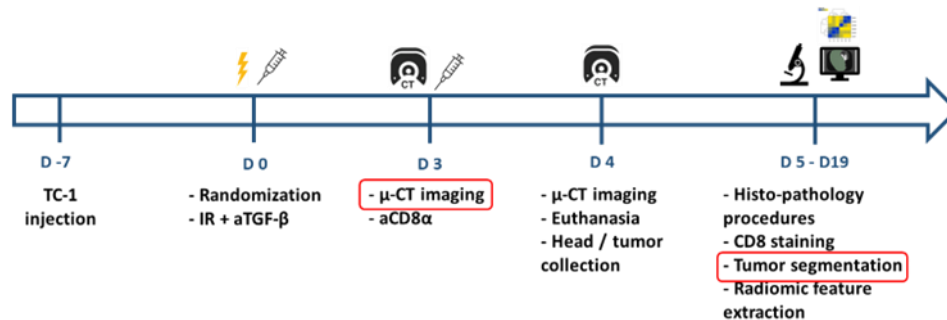 CT
CT
D -7
D 0
D 3
D 4
D 5 - D19
TC-1
injection
- Randomization
- IR + aTGF-β
- μ-CT imaging
- aCD8α
- μ-CT imaging
- Euthanasia
- Head / tumor
collection
- Histo-pathology
procedures
- CD8 staining
- Tumor segmentation
- Radiomic feature
extraction